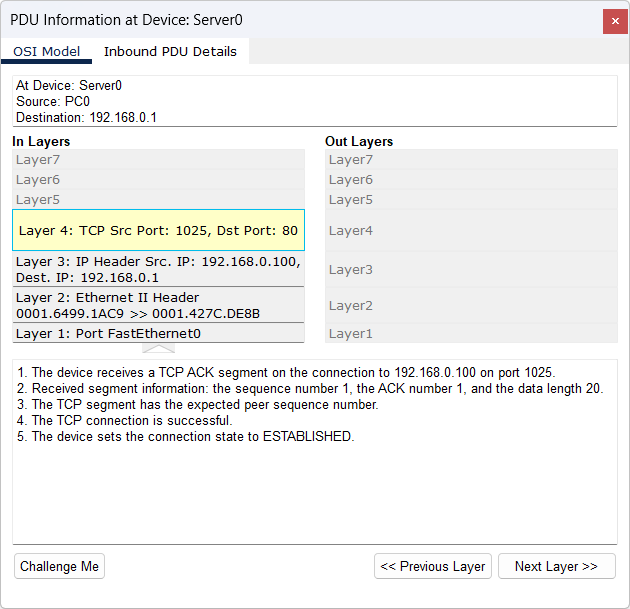 PDU Information at Device: Server0
OSI Model
Inbound PDU Details
At Device: Server0
Source: PC0
Destination: 192.168.0.1
In Layers
Layer7
Layer6
Layer5
Layer 4: TCP Src Port: 1025, Dst Port: 80
Layer 3: IP Header Src. IP: 192.168.0.100,
Dest. IP: 192.168.0.1
Layer 2: Ethernet II Header
0001.6499.1AC9 >> 0001.427C.DE8B
Layer 1: Port FastEthernet0
Out Layers
Layer7
Layer6
Layer5
Layer4
Layer3
Layer2
Layer1
1. The device receives a TCP ACK segment on the connection to 192.168.0.100 on port 1025.
2. Received segment information: the sequence number 1, the ACK number 1, and the data length 20.
3. The TCP segment has the expected peer sequence number.
4. The TCP connection is successful.
5. The device sets the connection state to ESTABLISHED.
Challenge Me
<< Previous Layer
Next Layer >>